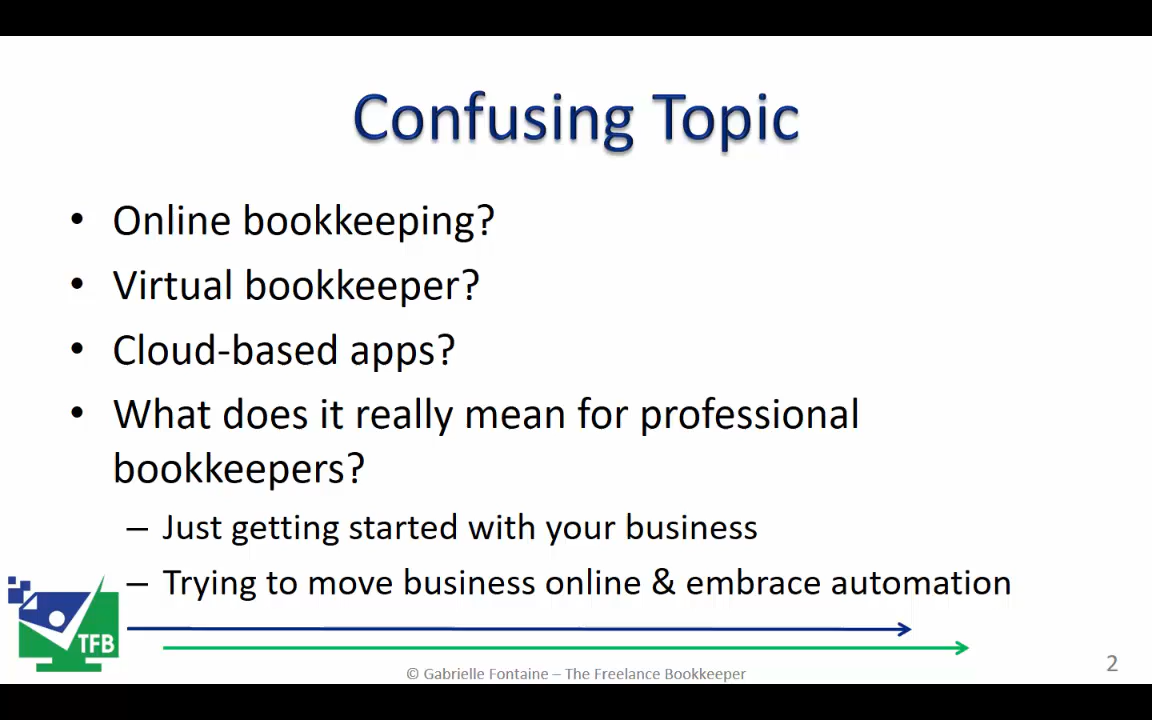 Confusing Topic
• Online bookkeeping?
• Virtual bookkeeper?
• Cloud-based apps?
• What does it really mean for professional
bookkeepers?
– Just getting started with your business
– Trying to move business online & embrace automation
TFB
© Gabrielle Fontaine – The Freelance Bookkeeper
2